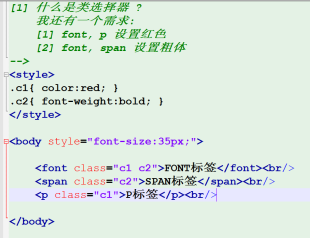 [1] 什么是类选择器 ?
我还有一个需求:
[1] font, p 设置红色
[2] font, span 设置粗体
-->
<style>
.c1{ color:red; }
.c2{ font-weight:bold; }
</style>
<body style="font-size:35px;">
<font class="c1 c2">FONT标签</font><br/>
<span class="c2">SPAN标签</span><br/>
<p class="c1">P标签</p><br/>
</body>